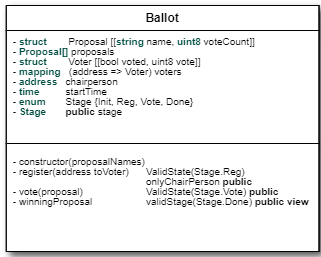 Ballot
- struct Proposal [[string name, uint8 voteCount]]
- Proposal[] proposals
- struct Voter [[bool voted, uint8 vote]]
- mapping (address => Voter) voters
- address chairperson
- time startTime
- enum Stage {Init, Reg, Vote, Done}
- Stage public stage
- constructor(proposalNames)
- register(address toVoter) ValidState(Stage.Reg)
onlyChairPerson public
- vote(proposal) ValidState(Stage.Vote) public
- winningProposal validStage(Stage.Done) public view